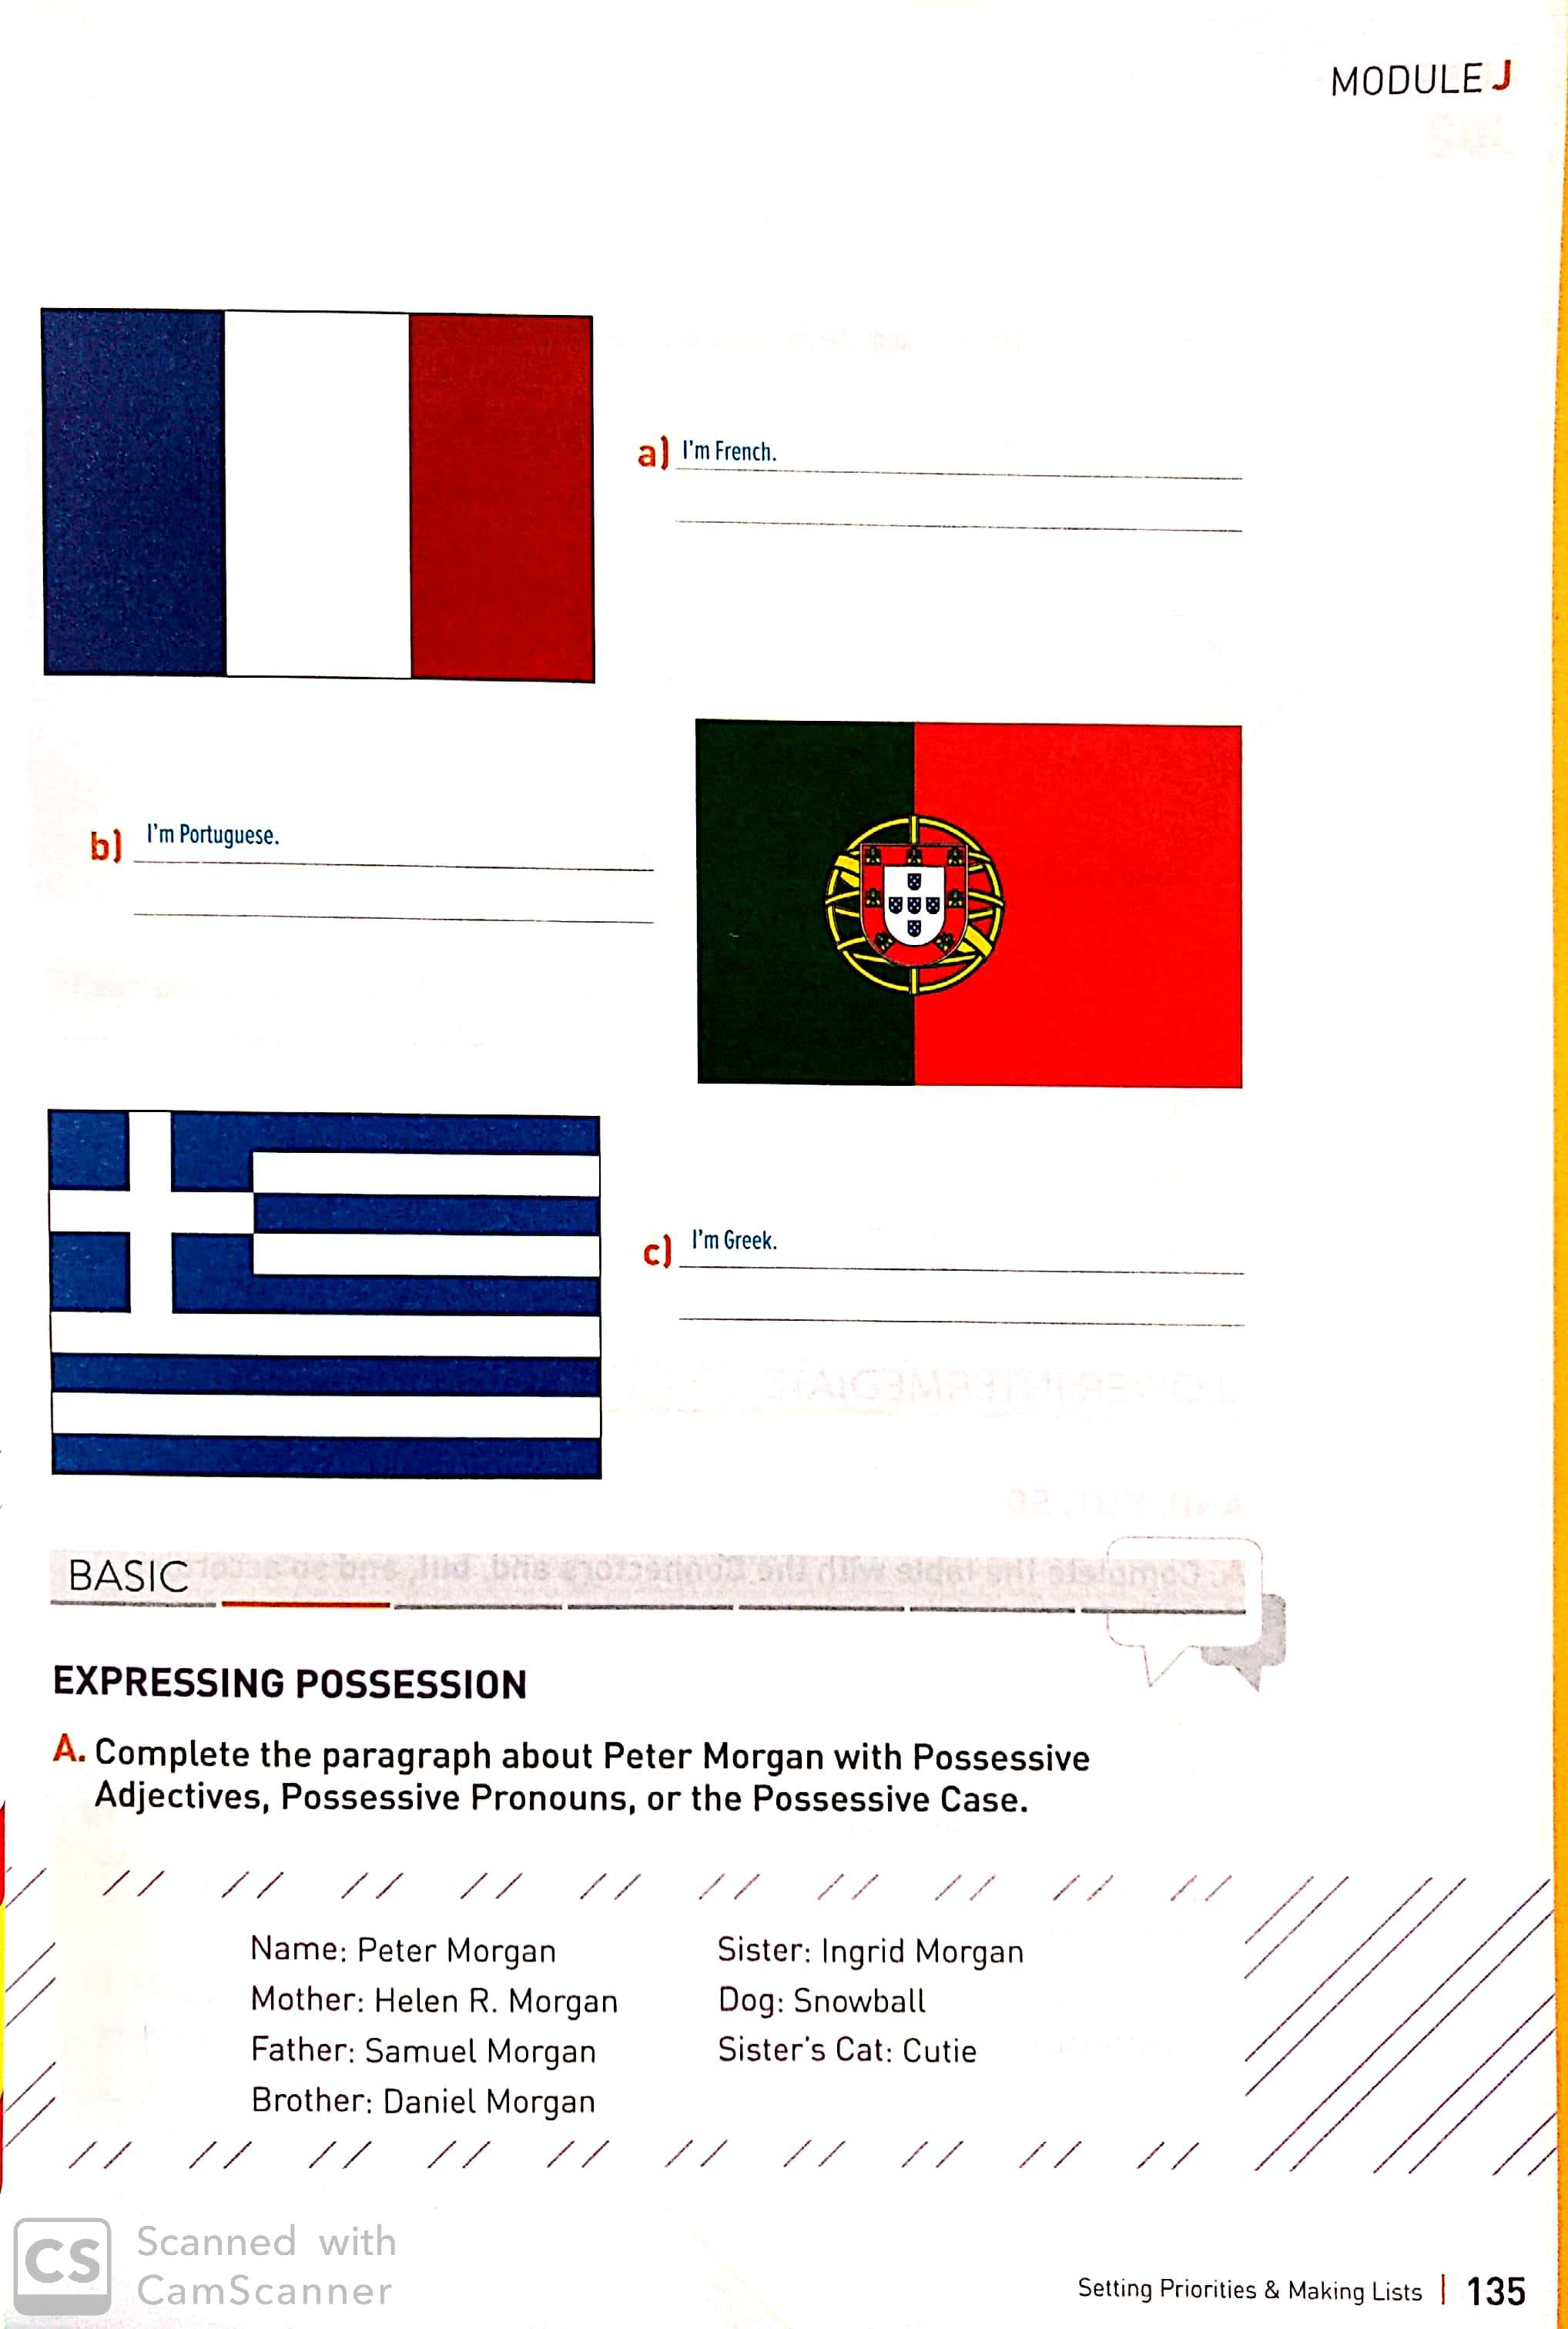 MODULE J
a) I'm French.
b) I'm Portuguese.
c) I'm Greek.
BASIC
EXPRESSING POSSESSION
A. Complete the paragraph about Peter Morgan with Possessive
Adjectives, Possessive Pronouns, or the Possessive Case.
Name: Peter Morgan
Mother: Helen R. Morgan
Father: Samuel Morgan
Brother: Daniel Morgan
Sister: Ingrid Morgan
Dog: Snowball
Sister's Cat: Cutie
CS Scanned with
CamScanner
Setting Priorities & Making Lists | 135